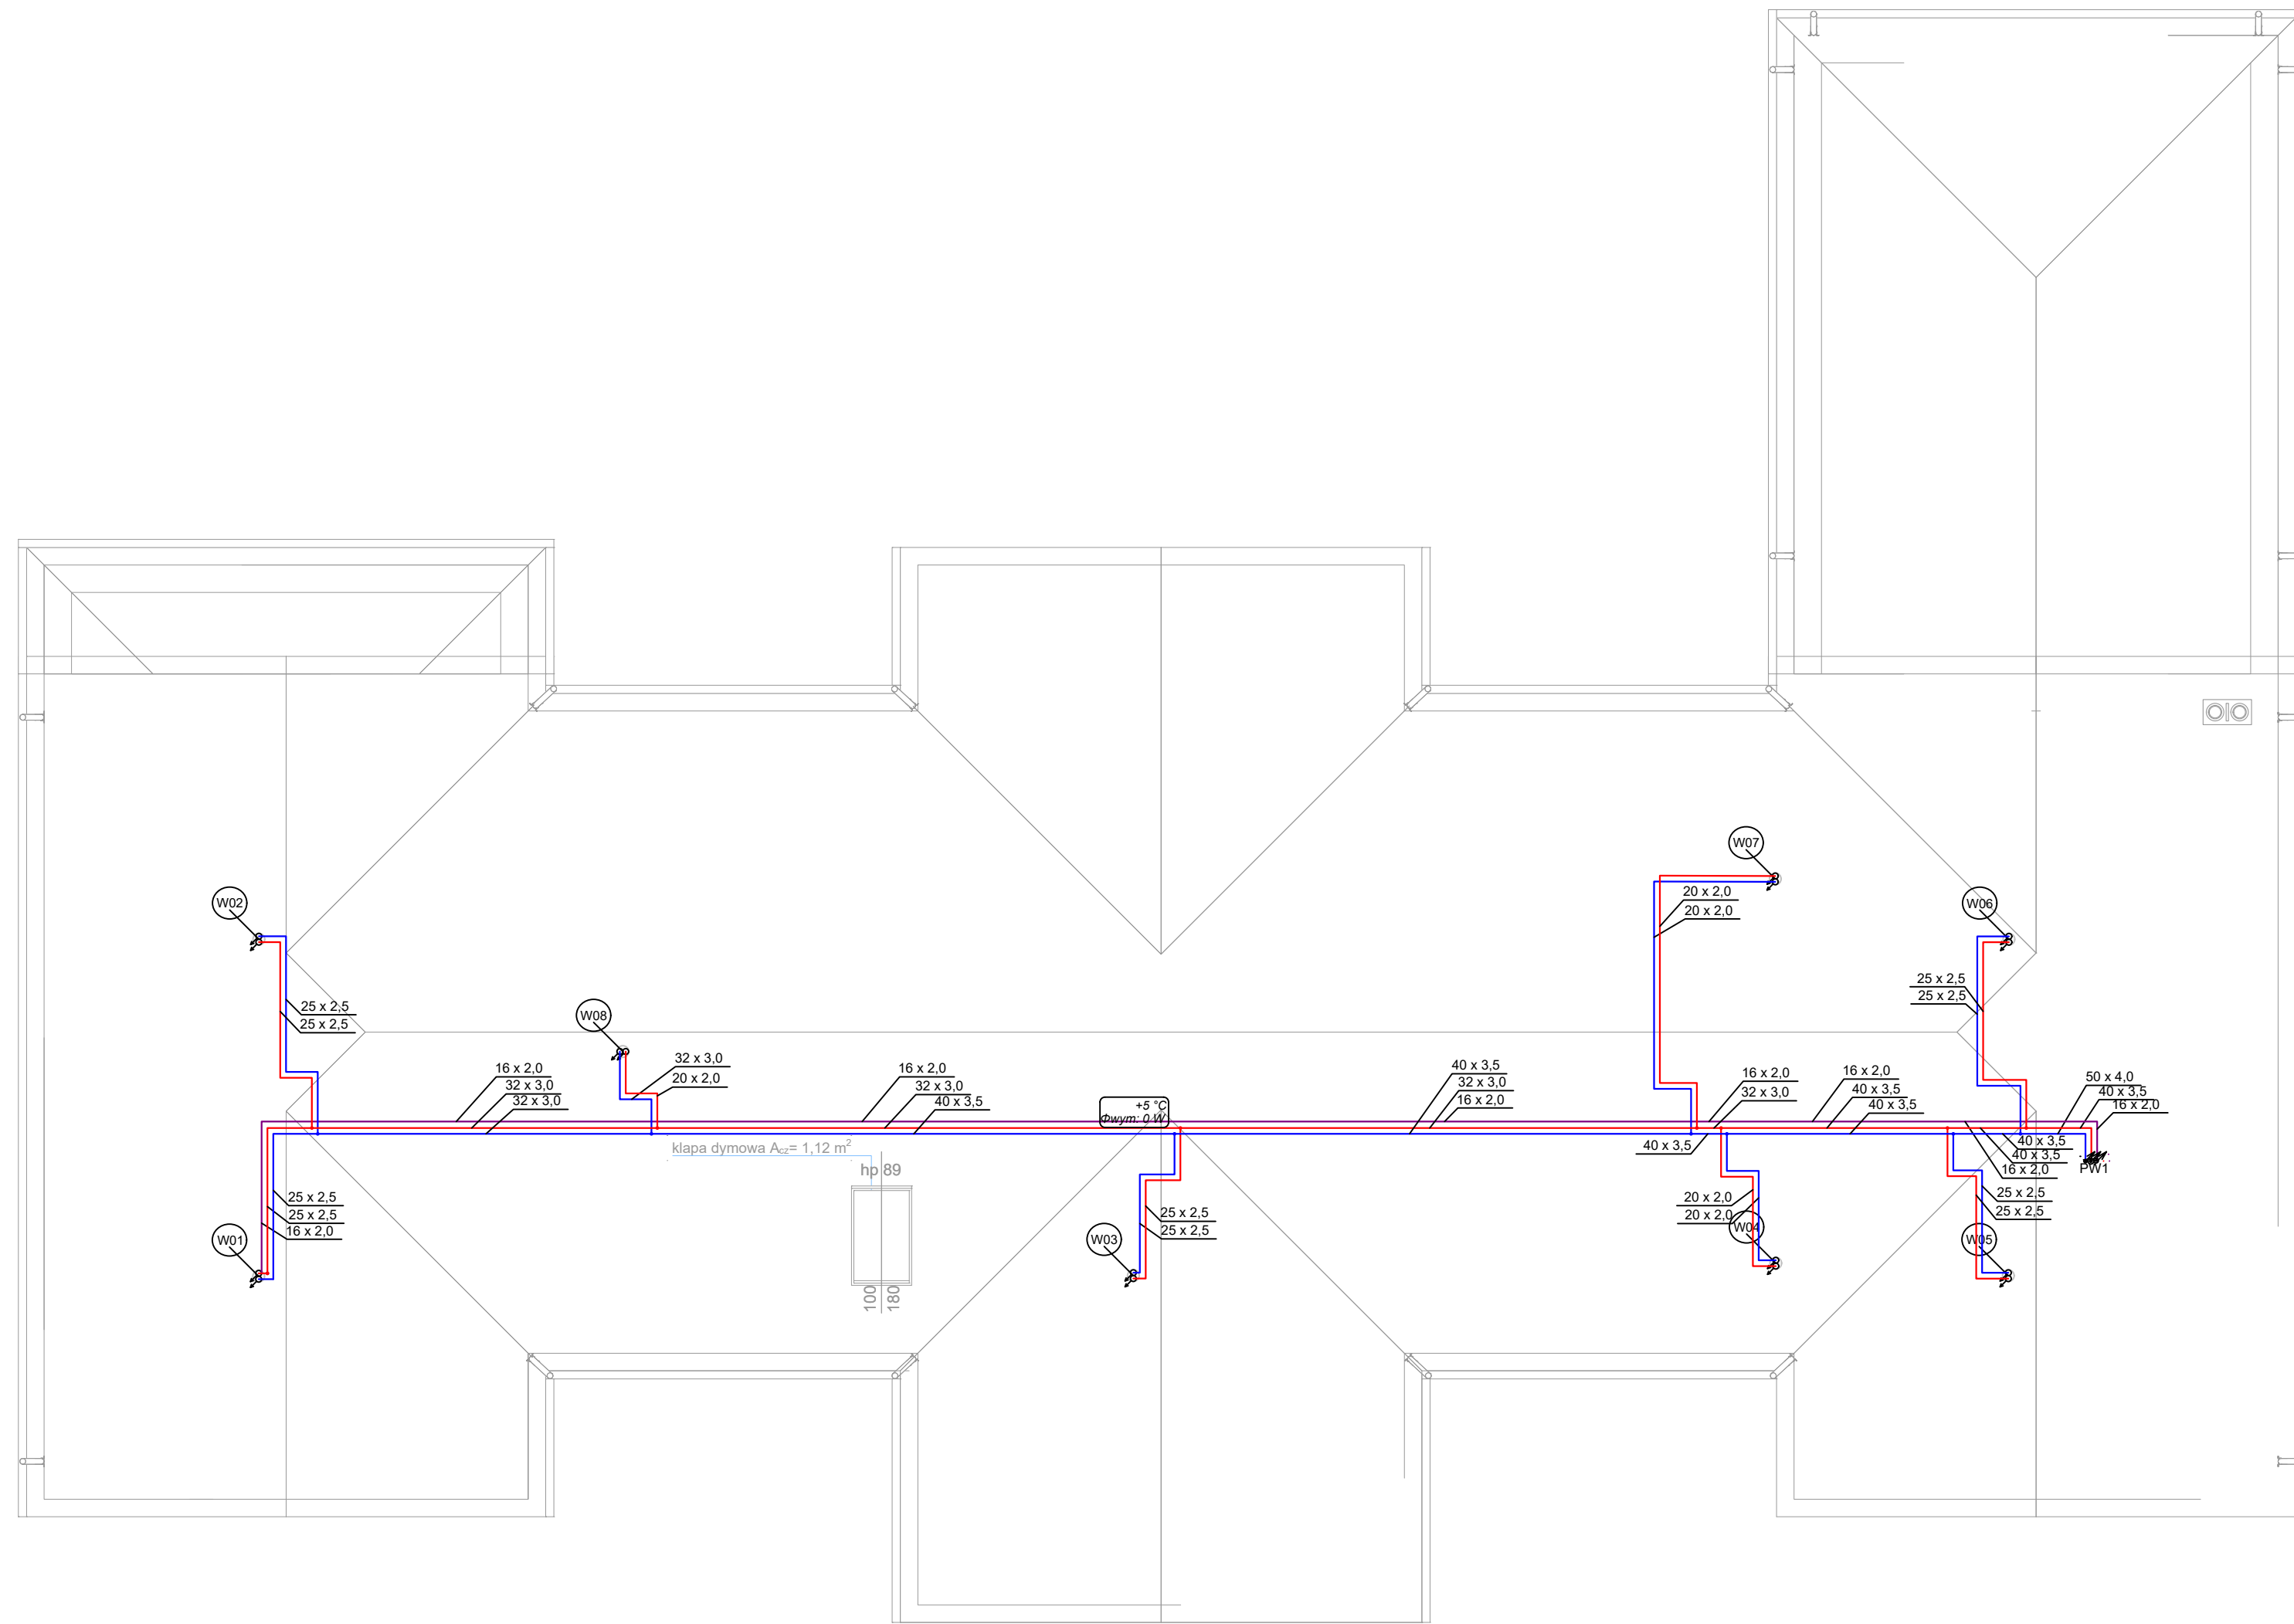 W07
20 x 2,0
20 x 2,0
W02
W06
25 x 2,5
25 x 2,5
25 x 2,5
25 x 2,5
W08
32 x 3,0
20 x 2,0
16 x 2,0
32 x 3,0
32 x 3,0
16 x 2,0
32 x 3,0
40 x 3,5
+5 °C
Φwym: 0 W
40 x 3,5
32 x 3,0
16 x 2,0
16 x 2,0
32 x 3,0
16 x 2,0
40 x 3,5
40 x 3,5
50 x 4,0
40 x 3,5
16 x 2,0
40 x 3,5
40 x 3,5
40 x 3,5
16 x 2,0
PW1
klapa dymowa Acz= 1,12 m²
hp 89
100
180
25 x 2,5
25 x 2,5
16 x 2,0
W01
25 x 2,5
25 x 2,5
W03
20 x 2,0
20 x 2,0
W04
25 x 2,5
25 x 2,5
W05